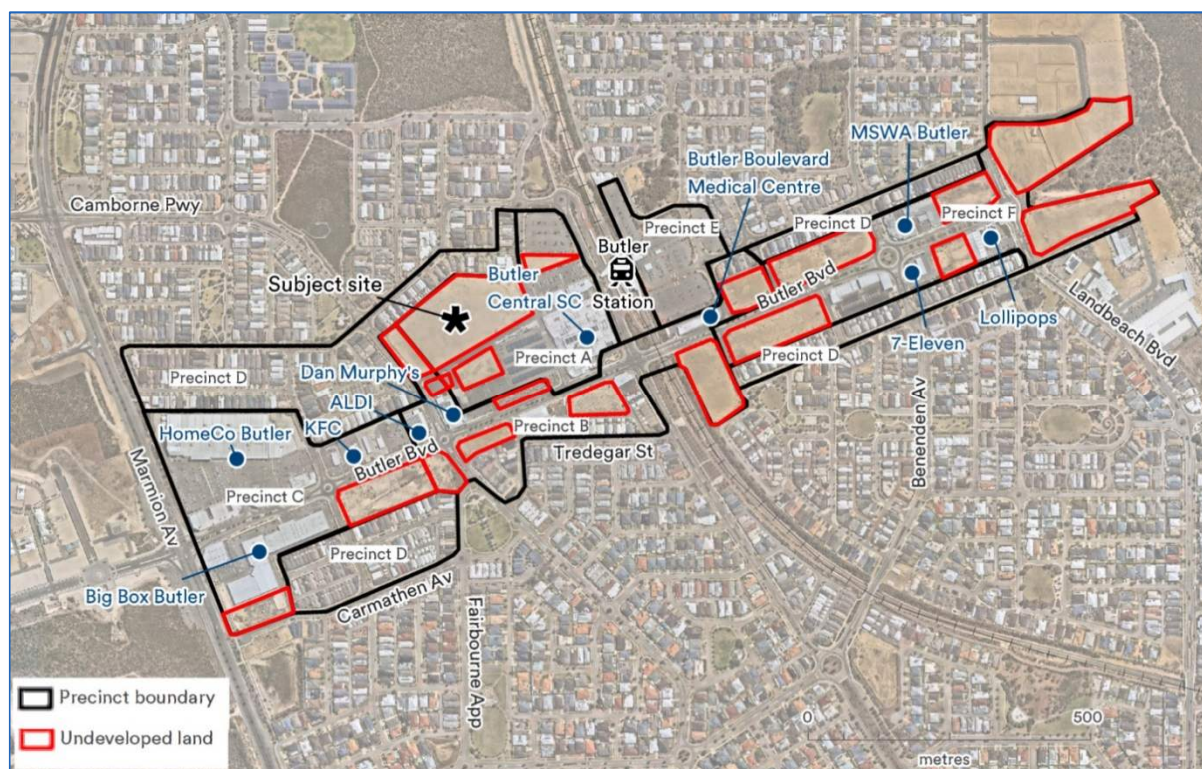 MSWA Butler
Butler Boulevard
Medical Centre
Camborne Pwy
Precinct E
Precinct D
Precinct F
Butler
Station
Subject site
Butler
Central SC
Butler Bvd
Landbeach Bvd
Lollipops
7-Eleven
Precinct A
Precinct D
Precinct D
Dan Murphy's
ALDI
KFC
HomeCo Butler
Precinct B
Butler Bvd
Tredegar St
Benenden Av
Marmion Av
Precinct C
Precinct D
Big Box Butler
Carmathen Av
Fairbourne App
Precinct boundary
Undeveloped land
0
500
metres